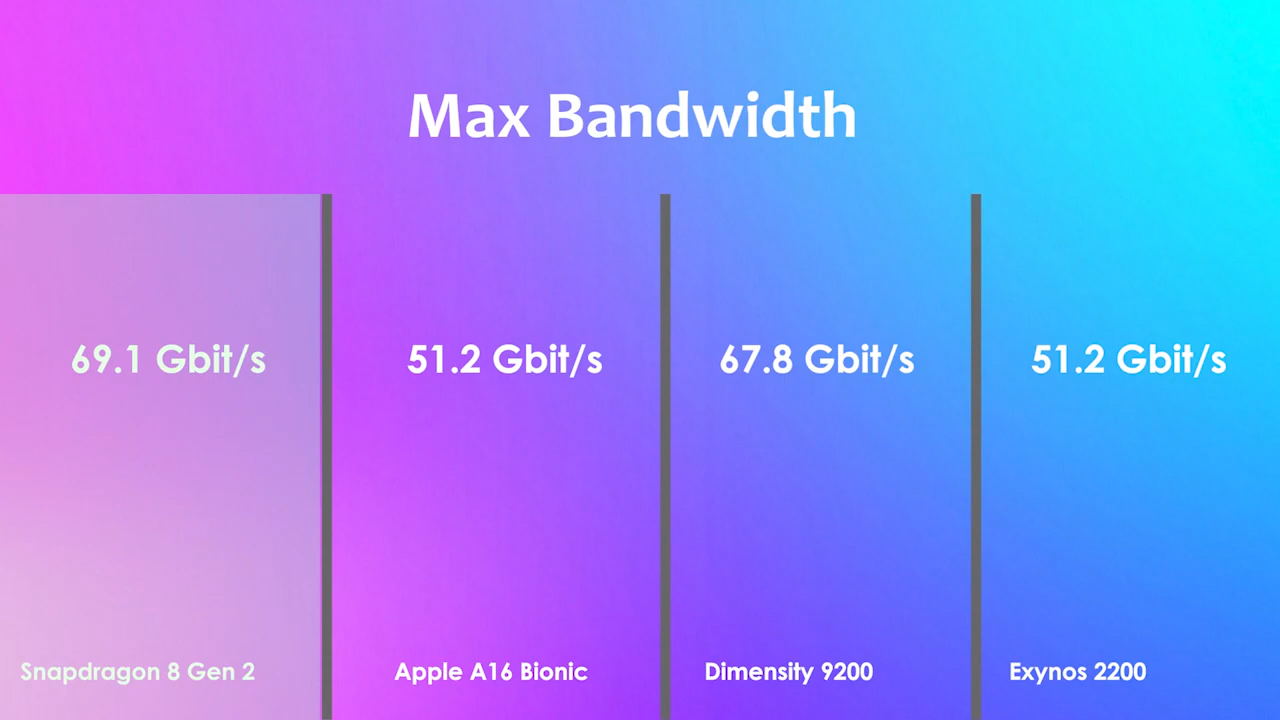 Max Bandwidth
69.1 Gbit/s
51.2 Gbit/s
67.8 Gbit/s
51.2 Gbit/s
Snapdragon 8 Gen 2
Apple A16 Bionic
Dimensity 9200
Exynos 2200